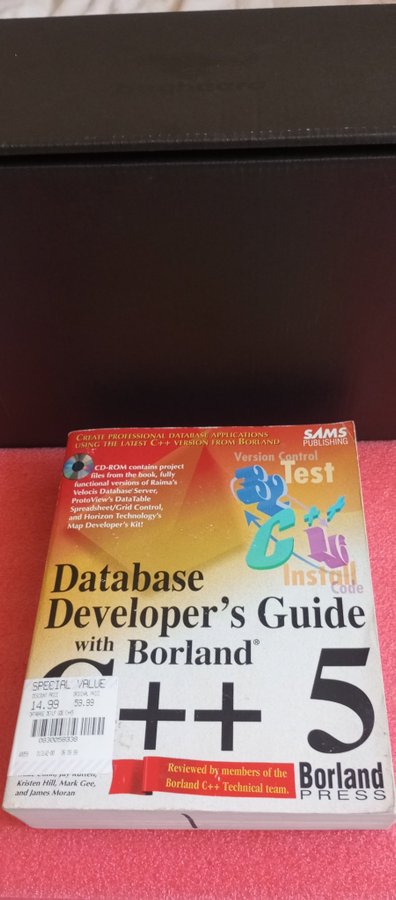 CREATE PROFESSIONAL DATABASE APPLICATIONS
USING THE LATEST C++ VERSION FROM BORLAND
SAMS
PUBLISHING
CD-ROM contains project
files from the book, fully
functional versions of Raima's
Velocis Database Server,
ProtoView's DataTable
Spreadsheet/Grid Control,
and Horizon Technology's
Map Developer's Kit!
Version Control
Test
C++
Install
Code
Database
Developer's Guide
with Borland®
C++ 5
SPECIAL VALUE
14.99 59.99
0030059330
Kristen Hill, Mark Gee,
and James Moran
Reviewed by members of the
Borland C++ Technical team.
Borland
PRESS